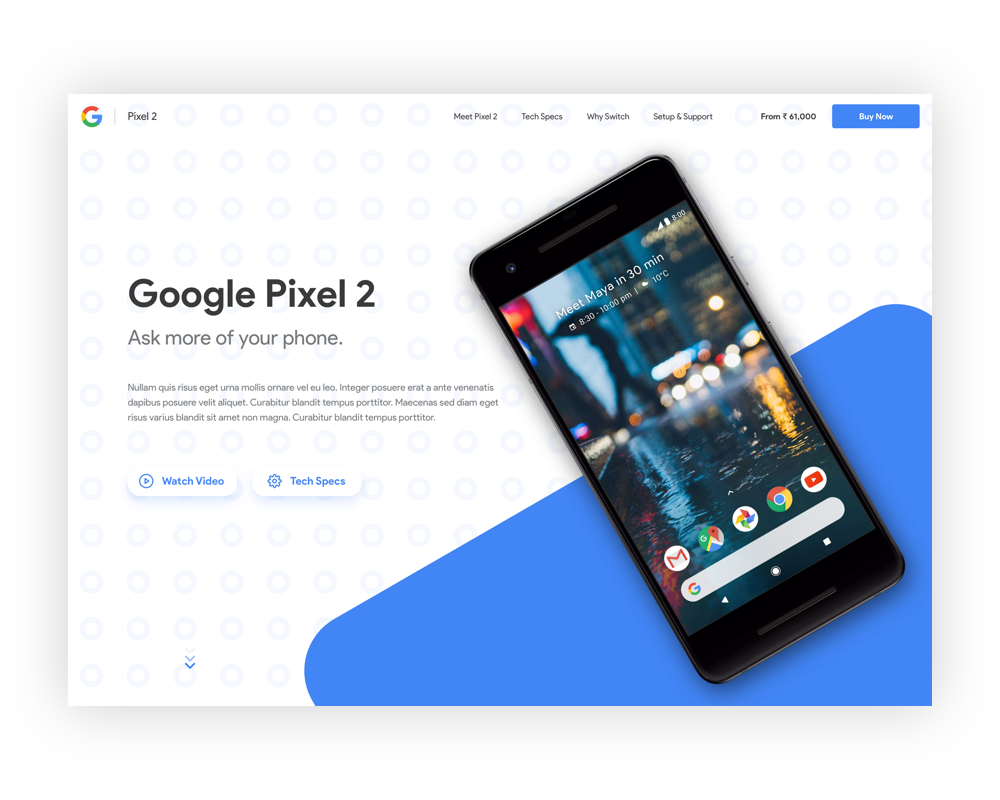 Pixel 2
Meet Pixel 2
Tech Specs
Why Switch
Setup & Support
From ₹ 61,000
Buy Now
Google Pixel 2
Ask more of your phone.
Nullam quis risus eget urna mollis ornare vel eu leo. Integer posuere erat a ante venenatis
dapibus posuere velit aliquet. Curabitur blandit tempus porttitor. Maecenas sed diam eget
risus varius blandit sit amet non magna. Curabitur blandit tempus porttitor.
Watch Video
Tech Specs
8:00
Meet Maya in 30 min
8:30 - 10:00 pm | 10°C